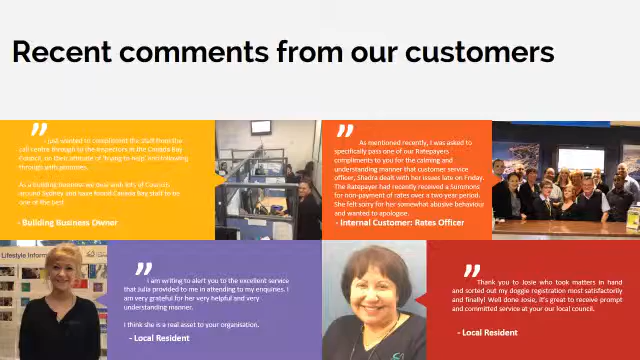 Recent comments from our customers
”
I just wanted to compliment the staff from the
call centre through to the inspectors in the Canada Bay
Council, on their attitude of 'trying to help' and following
through with promises.
As a building business we deal with lots of Councils
around Sydney and have found Canada Bay staff to be
one of the best
- Building Business Owner
”
As mentioned recently, I was asked to
specifically pass one of our Ratepayers
compliments to you for the calming and
understanding manner that customer service
officer, Shadra dealt with her issues late on Friday.
The Ratepayer had recently received a Summons
for non-payment of rates over a two year period.
She felt sorry for her somewhat abusive behaviour
and wanted to apologise.
- Internal Customer: Rates Officer
Lifestyle Inform
”
I am writing to alert you to the excellent service
that Julia provided to me in attending to my enquiries. I
am very grateful for her very helpful and very
understanding manner.
I think she is a real asset to your organisation.
- Local Resident
”
Thank you to Josie who took matters in hand
and sorted out my doggie registration most satisfactorily
and finally! Well done Josie, it's great to receive prompt
and committed service at your our local council.
- Local Resident